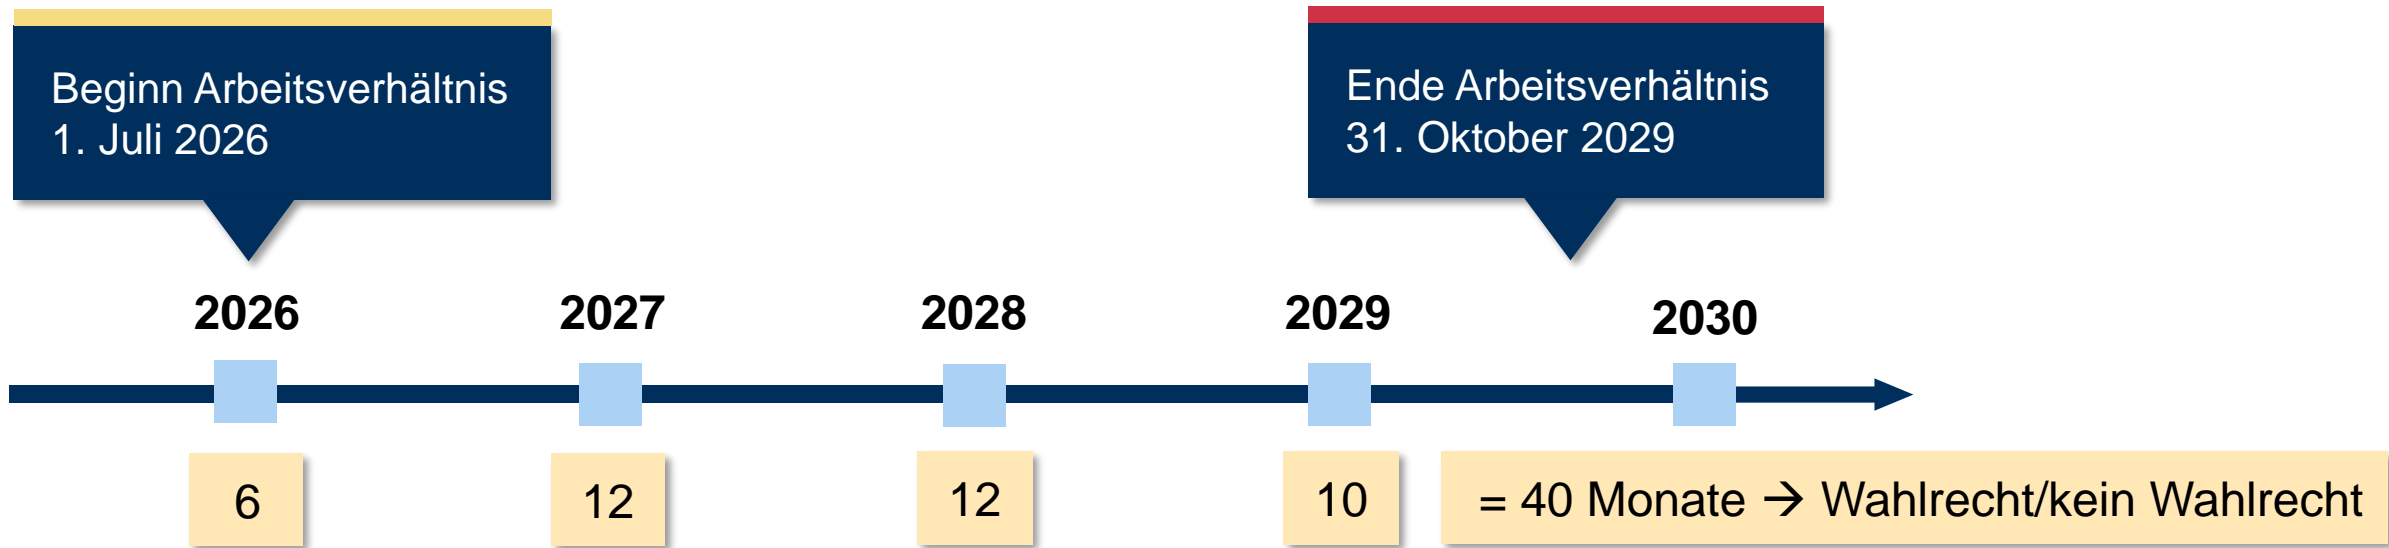 Beginn Arbeitsverhältnis
1. Juli 2026
Ende Arbeitsverhältnis
31. Oktober 2029
2026
2027
2028
2029
2030
6
12
12
10
= 40 Monate → Wahlrecht/kein Wahlrecht